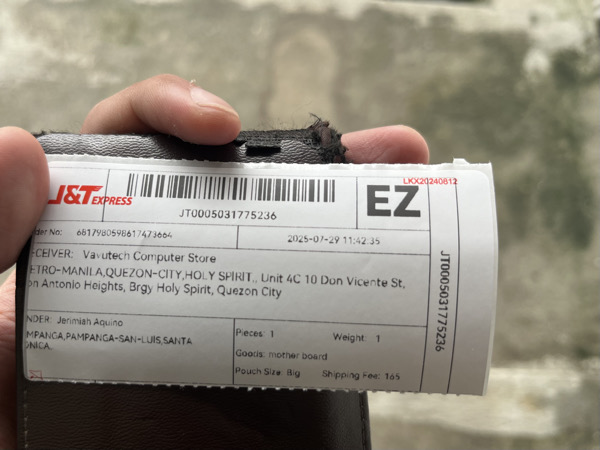 J&T EXPRESS
JT0005031775236
EZ
LKX20240812
der No: 6817980598617473664
2025-07-29 11:42:35
ECEIVER: Vavutech Computer Store
ETRO-MANILA,QUEZON-CITY,HOLY SPIRIT,, Unit 4C 10 Don Vicente St,
on Antonio Heights, Brgy Holy Spirit, Quezon City
NDER: Jerimiah Aquino
MPANGA,PAMPANGA-SAN-LUIS,SANTA
ONICA,
Pieces: 1
Weight: 1
Goods: mother board
Pouch Size: Big
Shipping Fee: 165
JT0005031775236